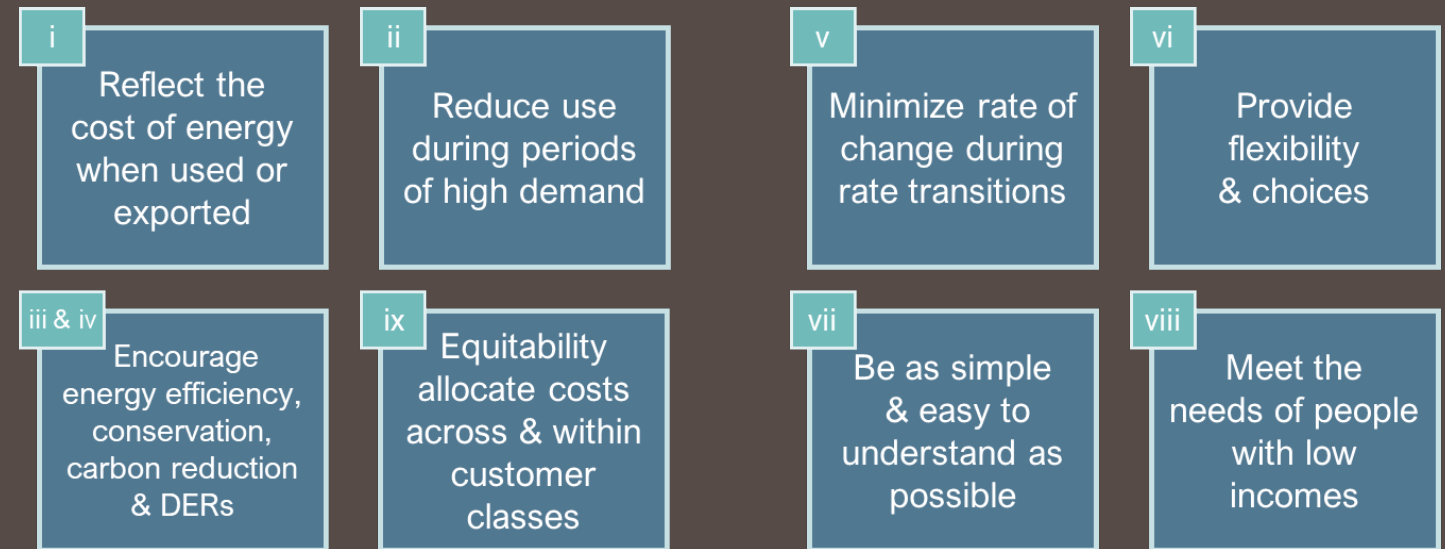 i
Reflect the
cost of energy
when used or
exported
ii
Reduce use
during periods
of high demand
v
Minimize rate of
change during
rate transitions
vi
Provide
flexibility
& choices
iii & iv
Encourage
energy efficiency,
conservation,
carbon reduction
& DERs
ix
Equitability
allocate costs
across & within
customer
classes
vii
Be as simple
& easy to
understand as
possible
viii
Meet the
needs of people
with low
incomes